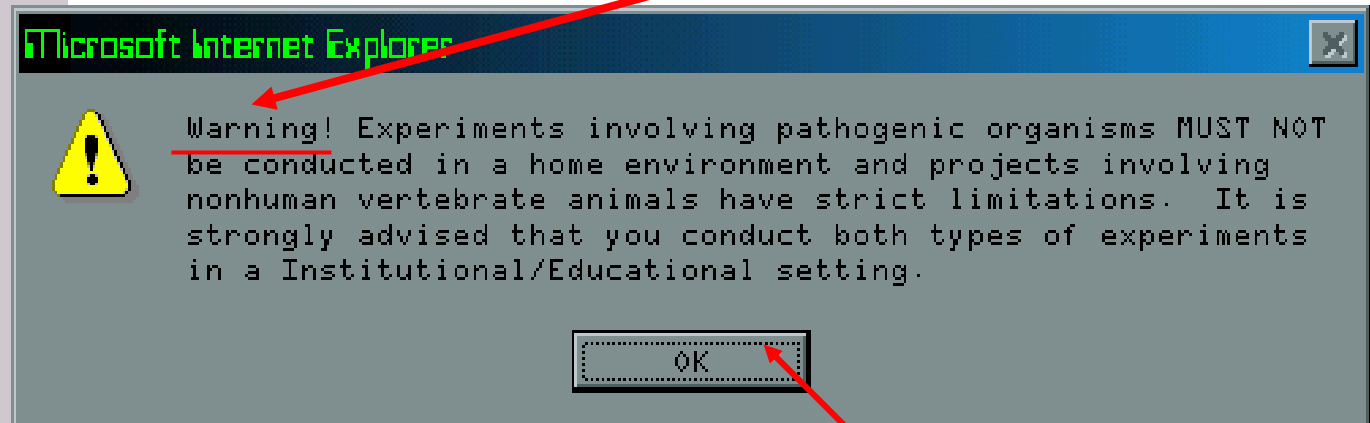 Microsoft Internet Explorer
Warning! Experiments involving pathogenic organisms MUST NOT
be conducted in a home environment and projects involving
nonhuman vertebrate animals have strict limitations. It is
strongly advised that you conduct both types of experiments
in a Institutional/Educational setting.
OK